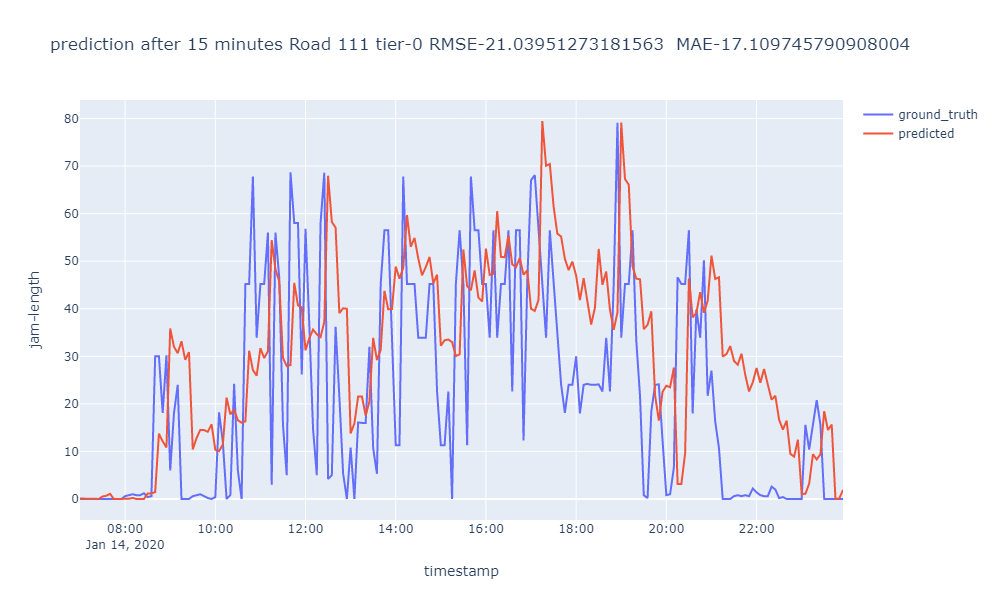 prediction after 15 minutes Road 111 tier-0 RMSE-21.03951273181563  MAE-17.109745790908004
ground_truth
predicted
80
70
60
50
40
30
20
10
0
jam-length
08:00
10:00
12:00
14:00
16:00
18:00
20:00
22:00
Jan 14, 2020
timestamp